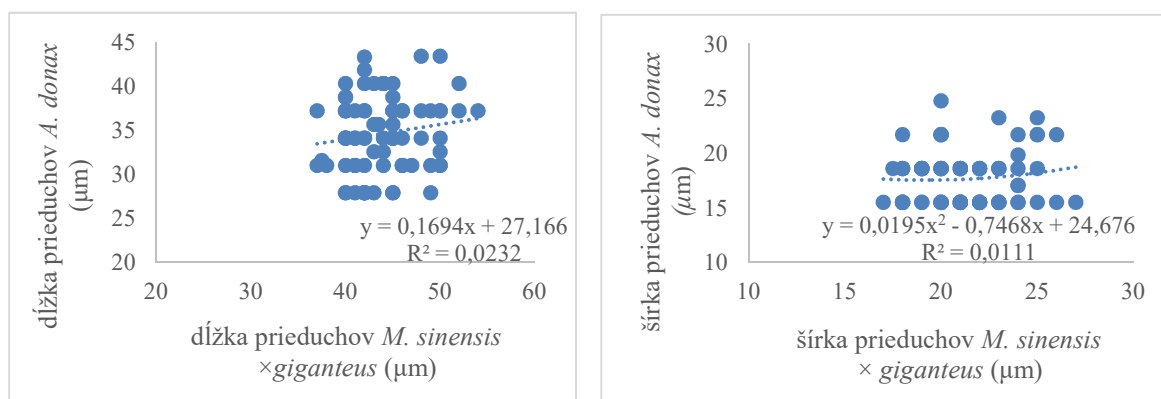 45
40
35
30
25
20
20
30
40
50
60
dĺžka prieduchov A. donax
(µm)
y = 0,1694x + 27,166
R² = 0,0232
dĺžka prieduchov M. sinensis
×giganteus (µm)
30
25
20
15
10
10
15
20
25
30
šírka prieduchov A. donax
(µm)
y = 0,0195x² - 0,7468x + 24,676
R² = 0,0111
šírka prieduchov M. sinensis
× giganteus (µm)